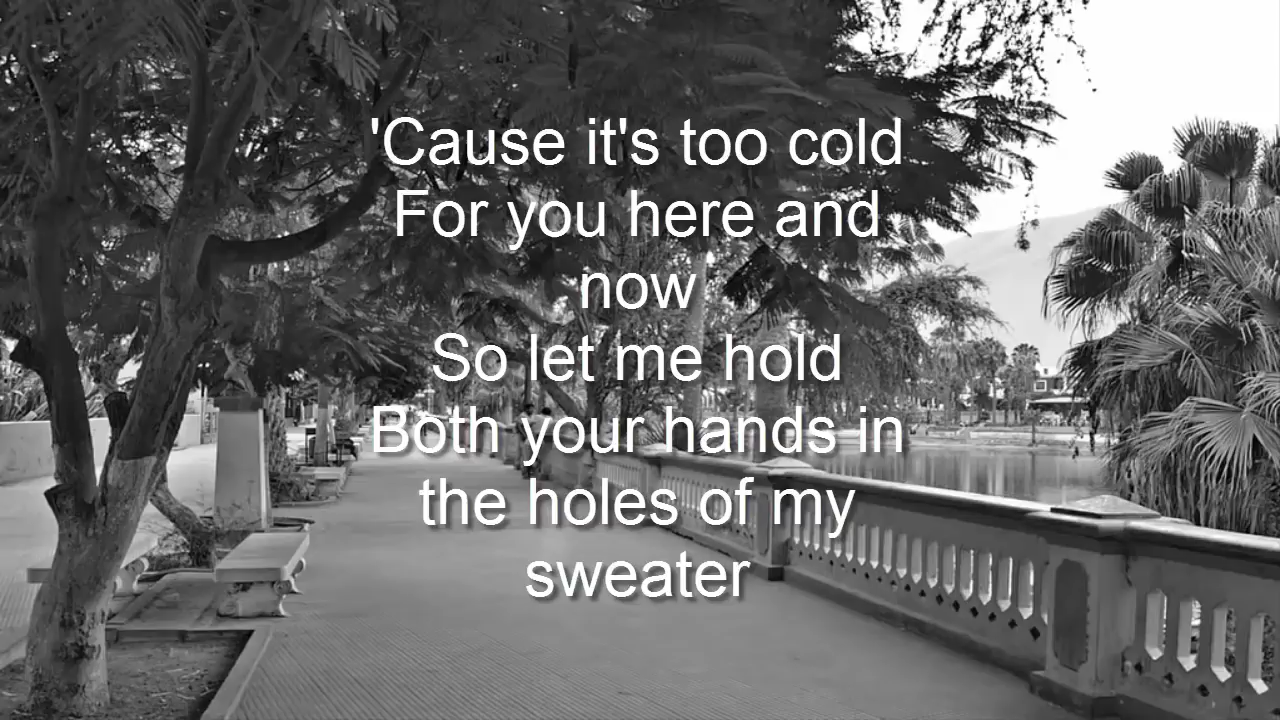 'Cause it's too cold
For you here and
now
So let me hold
Both your hands in
the holes of my
sweater